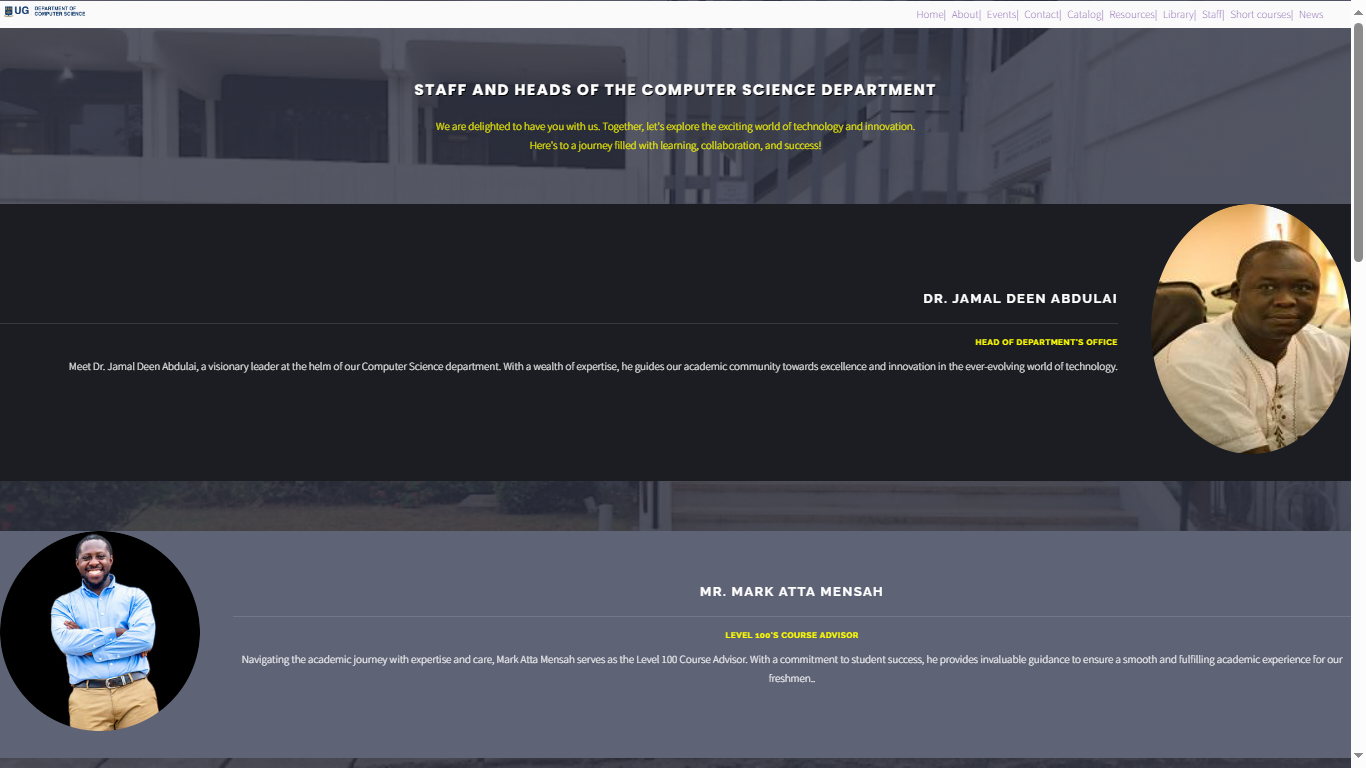 UG DEPARTMENT OF
COMPUTER SCIENCE
Home| About| Events| Contact| Catalog| Resources| Library| Staff| Short courses| News
STAFF AND HEADS OF THE COMPUTER SCIENCE DEPARTMENT
We are delighted to have you with us. Together, let's explore the exciting world of technology and innovation.
Here's to a journey filled with learning, collaboration, and success!
DR. JAMAL DEEN ABDULAI
HEAD OF DEPARTMENT'S OFFICE
Meet Dr. Jamal Deen Abdulai, a visionary leader at the helm of our Computer Science department. With a wealth of expertise, he guides our academic community towards excellence and innovation in the ever-evolving world of technology.
MR. MARK ATTA MENSAH
LEVEL 100'S COURSE ADVISOR
Navigating the academic journey with expertise and care, Mark Atta Mensah serves as the Level 100 Course Advisor. With a commitment to student success, he provides invaluable guidance to ensure a smooth and fulfilling academic experience for our
freshmen..